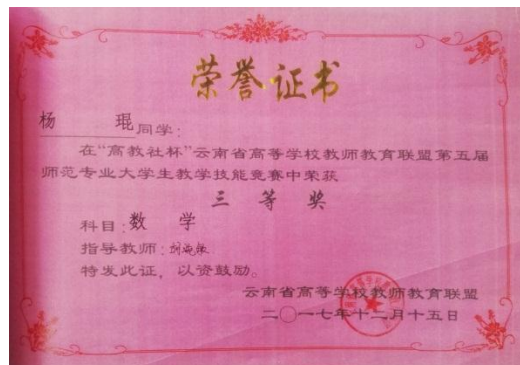 荣誉证书
杨 琨同学:
在“高教社杯”云南省高等学校教师教育联盟第五届
师范专业大学生教学技能竞赛中荣获
三 等 奖
科目:数 学
指导教师:
特发此证，以资鼓励。
云南省高等学校教师教育联盟
二〇一七年十二月十五日